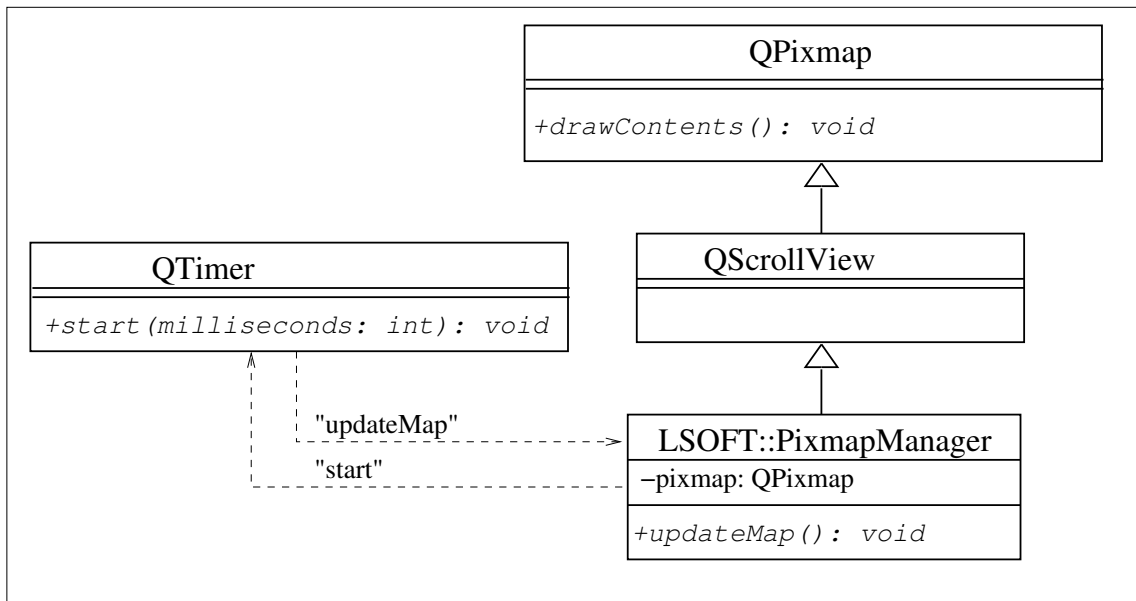 QPixmap
+drawContents(): void
QScrollView
QTimer
+start(milliseconds: int): void
"updateMap"
"start"
LSOFT::PixmapManager
−pixmap: QPixmap
+updateMap(): void